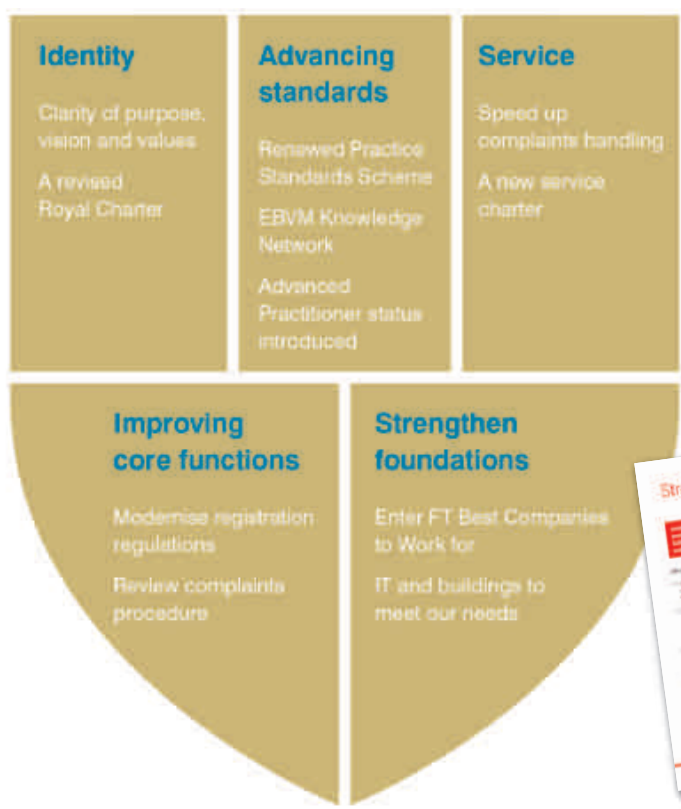 Identity
Clarity of purpose,
vision and values
A revised
Royal Charter
Advancing
standards
Renewed Practice
Standards Scheme
EBVM Knowledge
Network
Advanced
Practitioner status
introduced
Service
Speed up
complaints handling
A new service
charter
Improving
core functions
Modernise registration
regulations
Review complaints
procedure
Strengthen
foundations
Enter FT Best Companies
to Work for
IT and buildings to
meet our needs